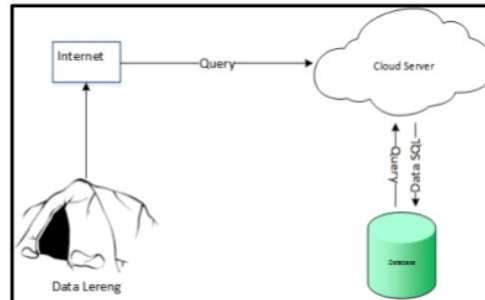 Internet
Query
Cloud Server
Query
Data SQL
Database
Data Lereng